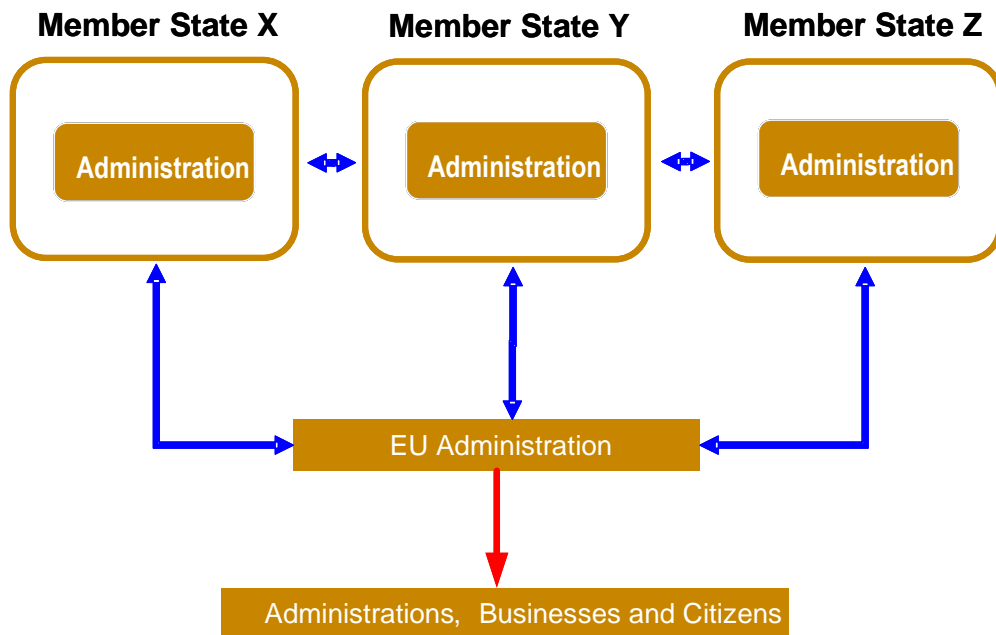 Member State X
Member State Y
Member State Z
Administration
Administration
Administration
EU Administration
Administrations, Businesses and Citizens